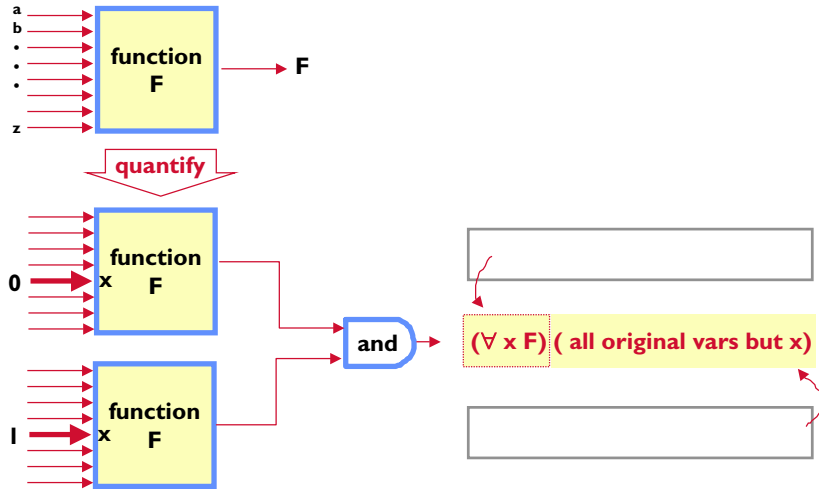 a
b
•
•
•
z
function
F
F
quantify
0
x
function
F
and
(∀ x F) ( all original vars but x)
function
F
x
1